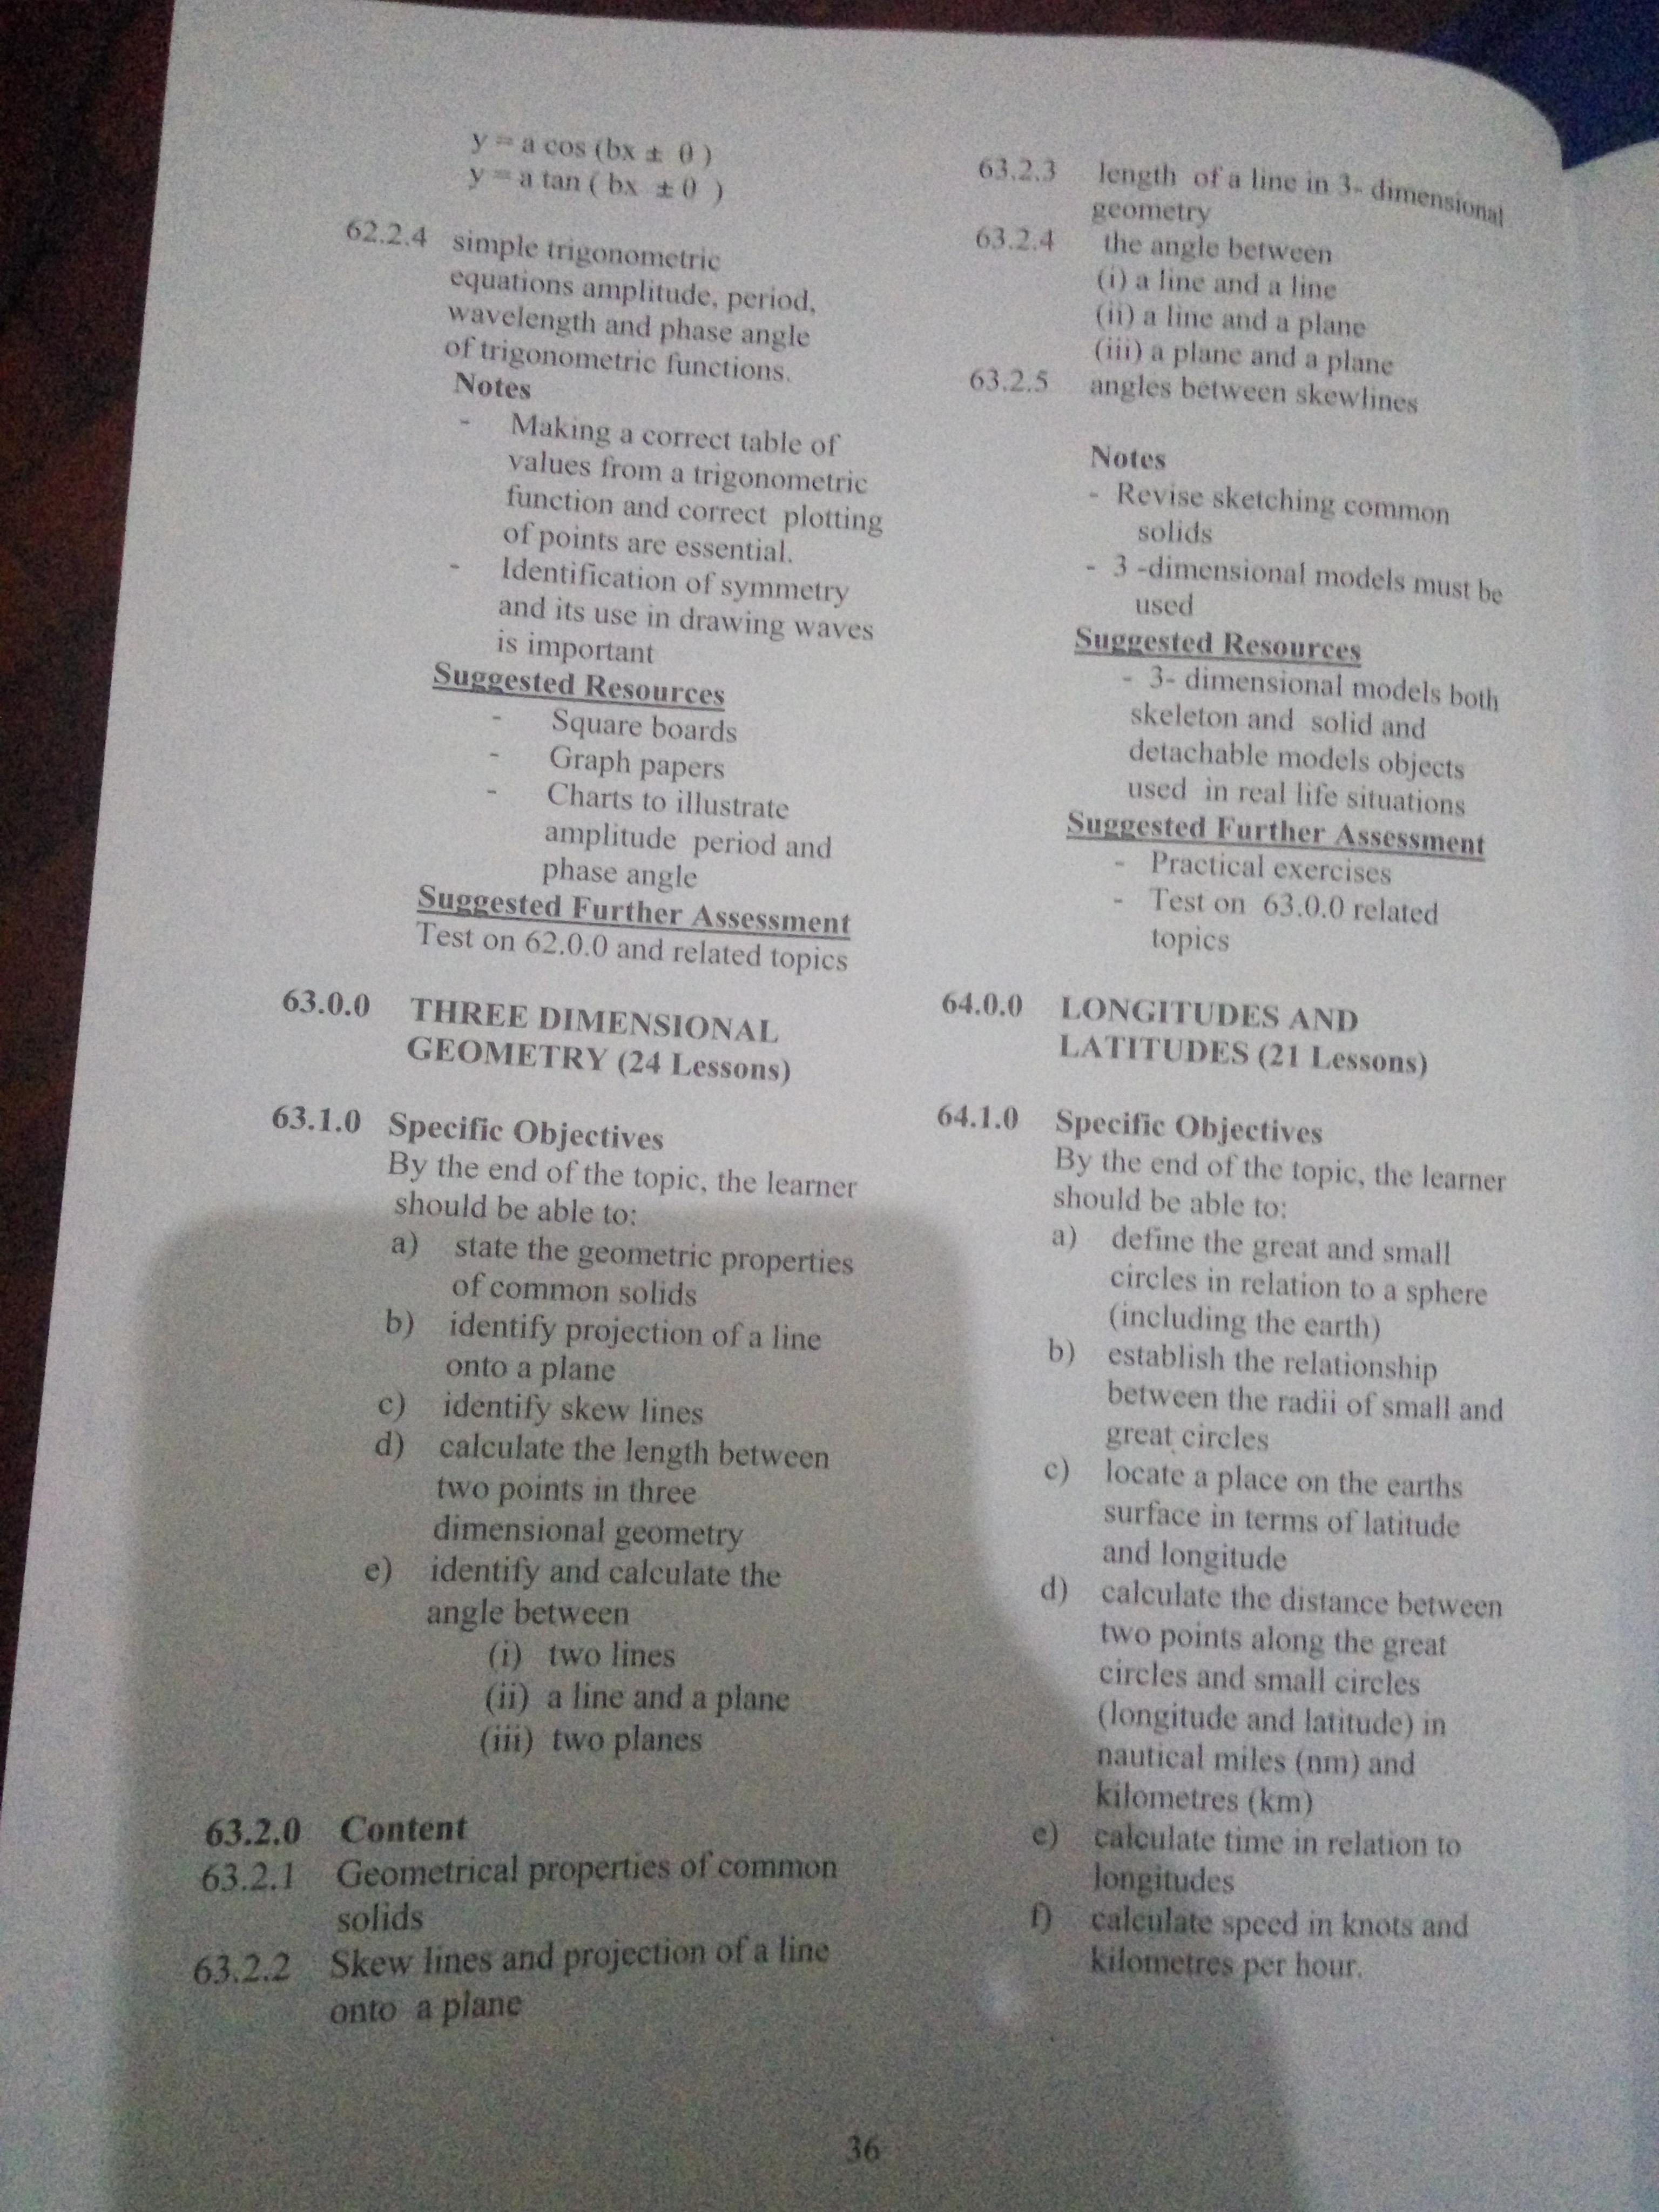 y = a cos (bx ± θ )
y = a tan ( bx ± θ )
62.2.4 simple trigonometric
equations amplitude, period,
wavelength and phase angle
of trigonometric functions.
Notes
- Making a correct table of
values from a trigonometric
function and correct plotting
of points are essential.
- Identification of symmetry
and its use in drawing waves
is important
Suggested Resources
- Square boards
- Graph papers
- Charts to illustrate
amplitude period and
phase angle
Suggested Further Assessment
Test on 62.0.0 and related topics
63.0.0 THREE DIMENSIONAL
GEOMETRY (24 Lessons)
63.1.0 Specific Objectives
By the end of the topic, the learner
should be able to:
a) state the geometric properties
of common solids
b) identify projection of a line
onto a plane
c) identify skew lines
d) calculate the length between
two points in three
dimensional geometry
e) identify and calculate the
angle between
(i) two lines
(ii) a line and a plane
(iii) two planes
63.2.0 Content
63.2.1 Geometrical properties of common
solids
63.2.2 Skew lines and projection of a line
onto a plane
63.2.3 length of a line in 3- dimensional
geometry
63.2.4 the angle between
(i) a line and a line
(ii) a line and a plane
(iii) a plane and a plane
63.2.5 angles between skewlines
Notes
- Revise sketching common
solids
- 3 -dimensional models must be
used
Suggested Resources
- 3- dimensional models both
skeleton and solid and
detachable models objects
used in real life situations
Suggested Further Assessment
- Practical exercises
- Test on 63.0.0 related
topics
64.0.0 LONGITUDES AND
LATITUDES (21 Lessons)
64.1.0 Specific Objectives
By the end of the topic, the learner
should be able to:
a) define the great and small
circles in relation to a sphere
(including the earth)
b) establish the relationship
between the radii of small and
great circles
c) locate a place on the earths
surface in terms of latitude
and longitude
d) calculate the distance between
two points along the great
circles and small circles
(longitude and latitude) in
nautical miles (nm) and
kilometres (km)
e) calculate time in relation to
longitudes
f) calculate speed in knots and
kilometres per hour.
36